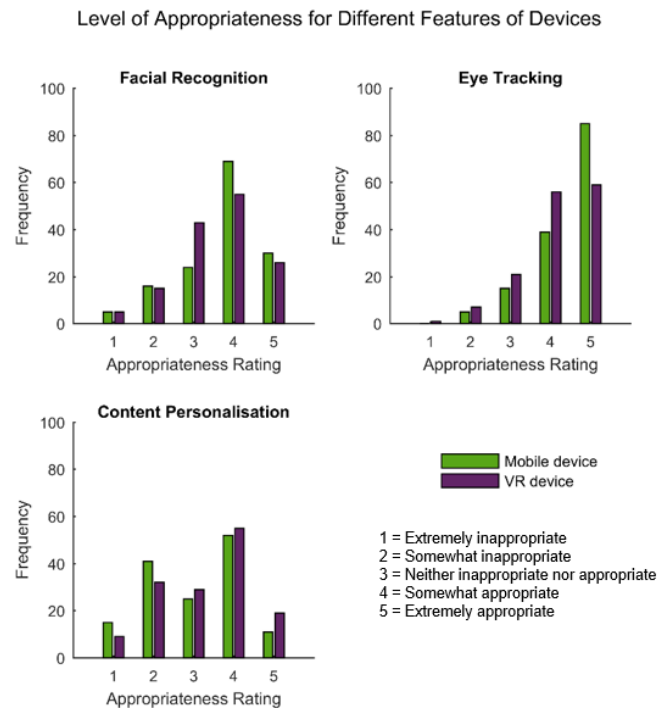 Level of Appropriateness for Different Features of Devices
Facial Recognition
100
80
60
40
20
0
Frequency
1 2 3 4 5
Appropriateness Rating
Eye Tracking
100
80
60
40
20
0
Frequency
1 2 3 4 5
Appropriateness Rating
Content Personalisation
100
80
60
40
20
0
Frequency
1 2 3 4 5
Appropriateness Rating
Mobile device
VR device
1 = Extremely inappropriate
2 = Somewhat inappropriate
3 = Neither inappropriate nor appropriate
4 = Somewhat appropriate
5 = Extremely appropriate